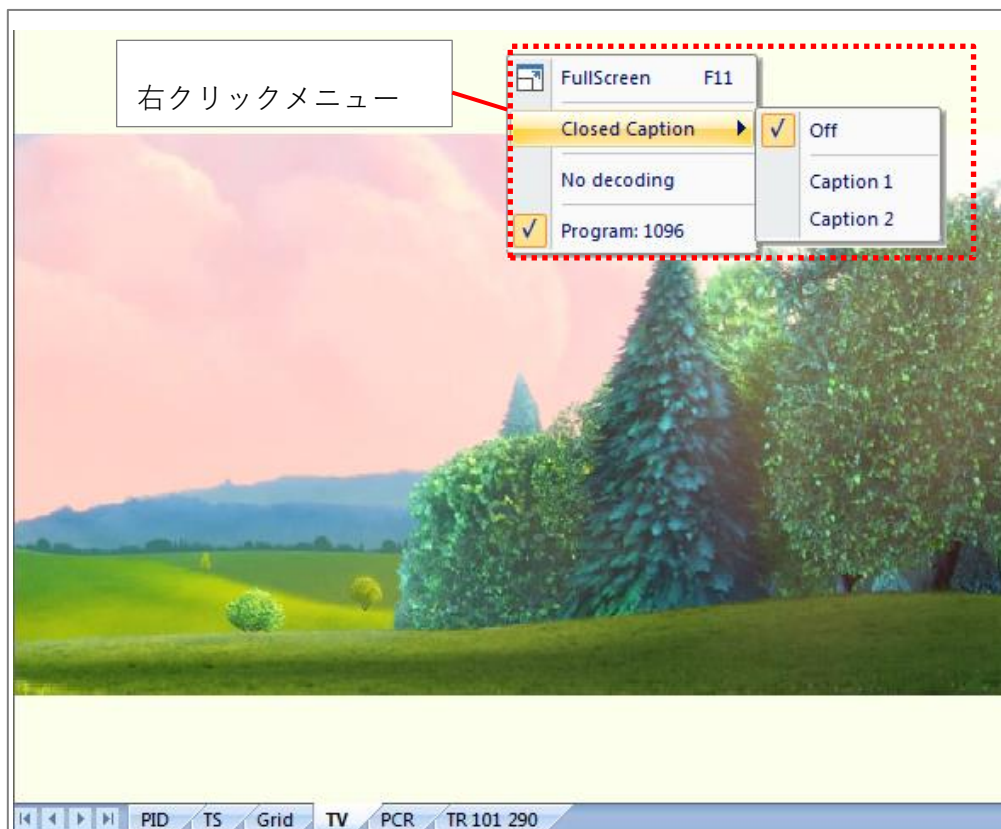 右クリックメニュー
FullScreen F11
Closed Caption
No decoding
Program: 1096
Off
Caption 1
Caption 2
PID TS Grid TV PCR TR 101 290